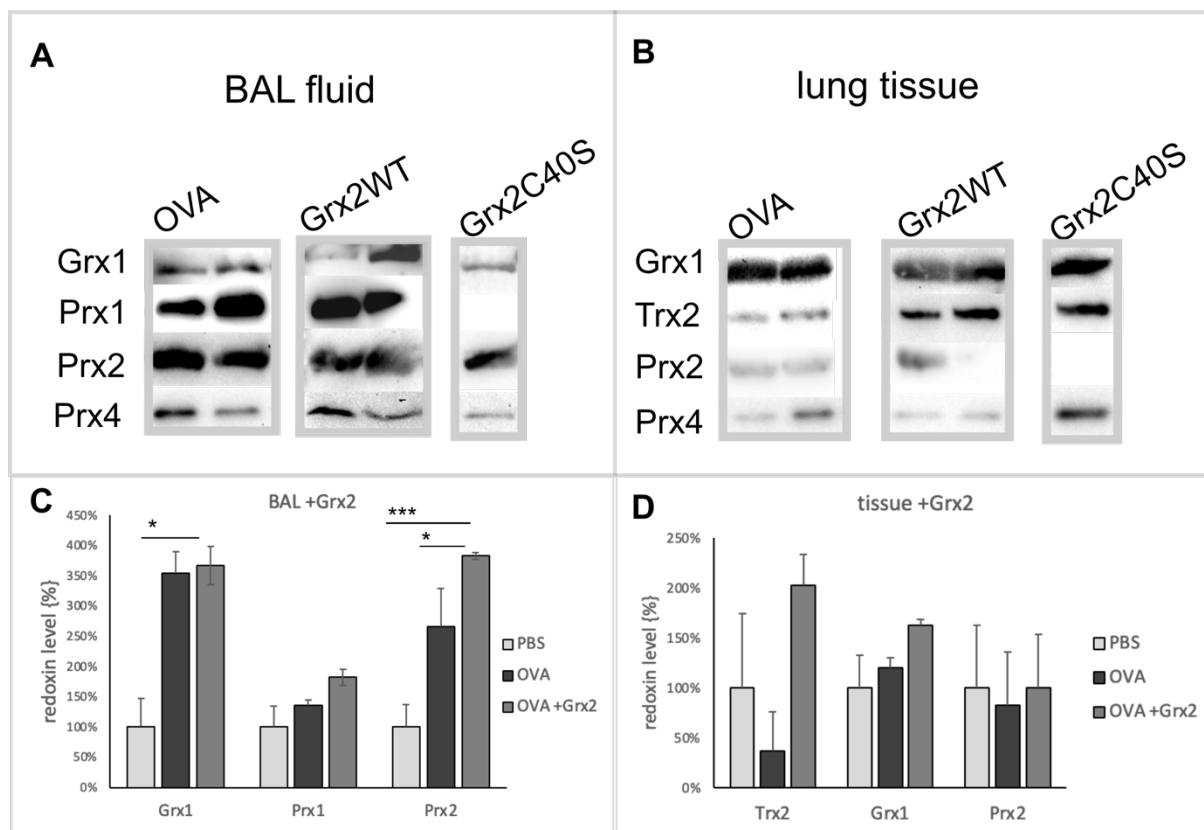 A
BAL fluid
OVA
Grx2WT
Grx2C40S
Grx1
Prx1
Prx2
Prx4
B
lung tissue
OVA
Grx2WT
Grx2C40S
Grx1
Trx2
Prx2
Prx4
C
BAL +Grx2
redoxin level {%}
450%
400%
350%
300%
250%
200%
150%
100%
50%
0%
*
***
*
Grx1 Prx1 Prx2
PBS
OVA
OVA +Grx2
D
tissue +Grx2
redoxin level {%}
250%
200%
150%
100%
50%
0%
Trx2 Grx1 Prx2
PBS
OVA
OVA +Grx2